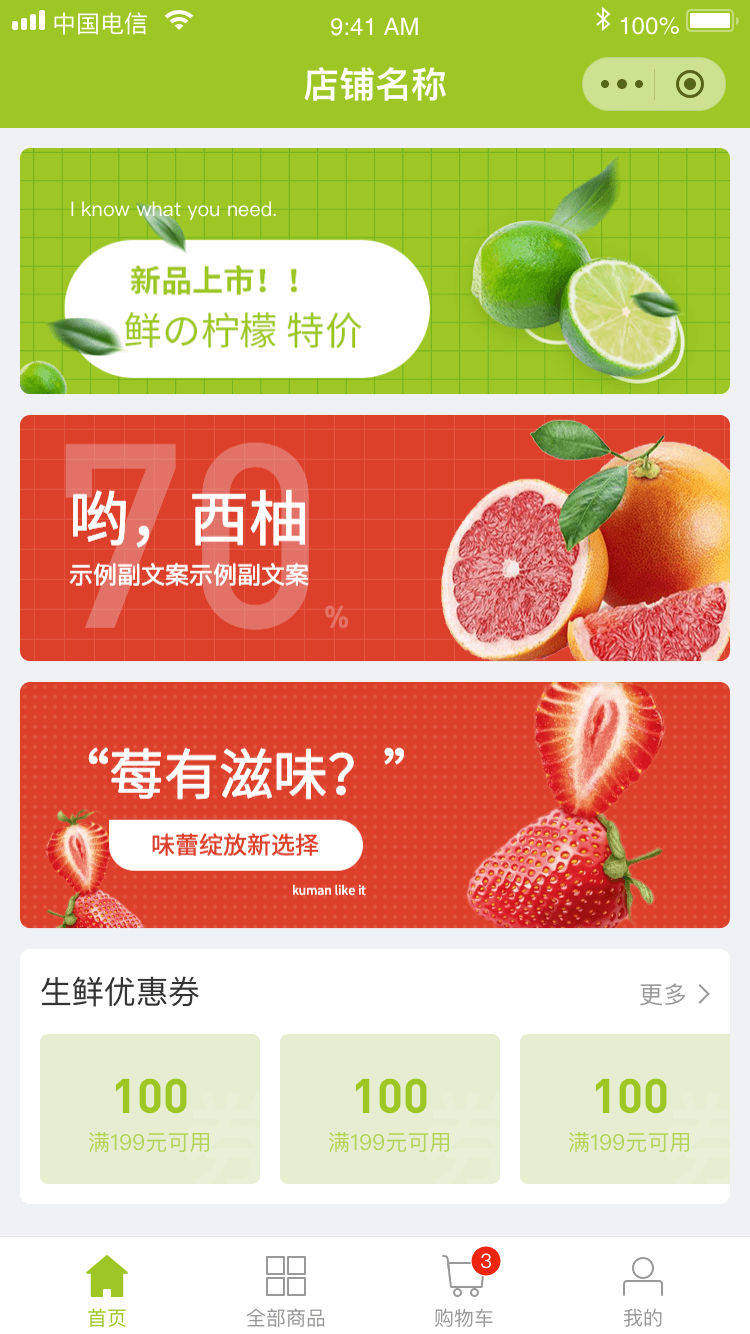 中国电信
9:41 AM
100%
店铺名称
I know what you need.
新品上市！！
鲜の柠檬 特价
70%
哟，西柚
示例副文案示例副文案
“莓有滋味？”
味蕾绽放新选择
kuman like it
生鲜优惠券
更多
100
满199元可用
券
100
满199元可用
券
100
满199元可用
券
首页
全部商品
3
购物车
我的